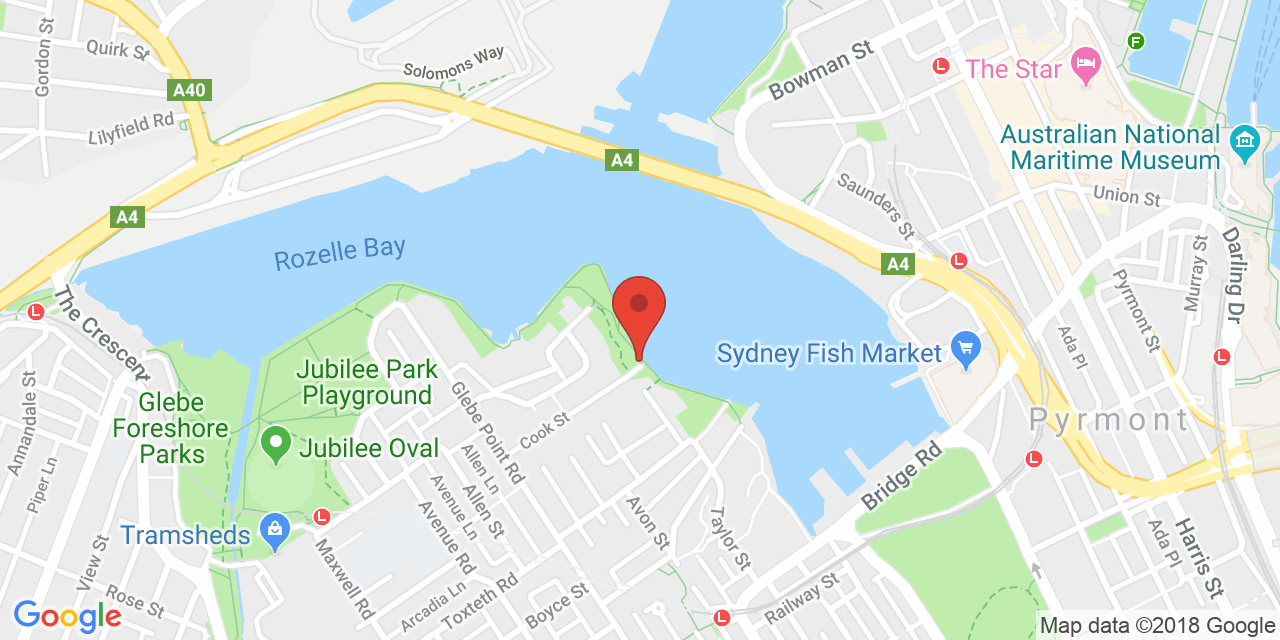 Gordon St
Quirk St
A40
Lilyfield Rd
Solomons Way
A4
A4
A4
Bowman St
The Star
F
L
Australian National
Maritime Museum
Saunders St
Union St
L
Rozelle Bay
The Crescent
L
Darling Dr
Murray St
Pyrmont St
Ada Pl
L
Sydney Fish Market
Pyrmont
Jubilee Park
Playground
Glebe
Foreshore
Parks
Jubilee Oval
Annandale St
Piper Ln
Glebe Point Rd
Cook St
Allen Ln
Allen St
Avenue Ln
Avenue Rd
L
Bridge Rd
Tramsheds
Maxwell Rd
Avon St
Taylor St
Ada Pl
Harris St
View St
Rose St
Arcadia Ln
Toxteth Rd
Boyce St
Railway St
L
L
Google
Map data ©2018 Google